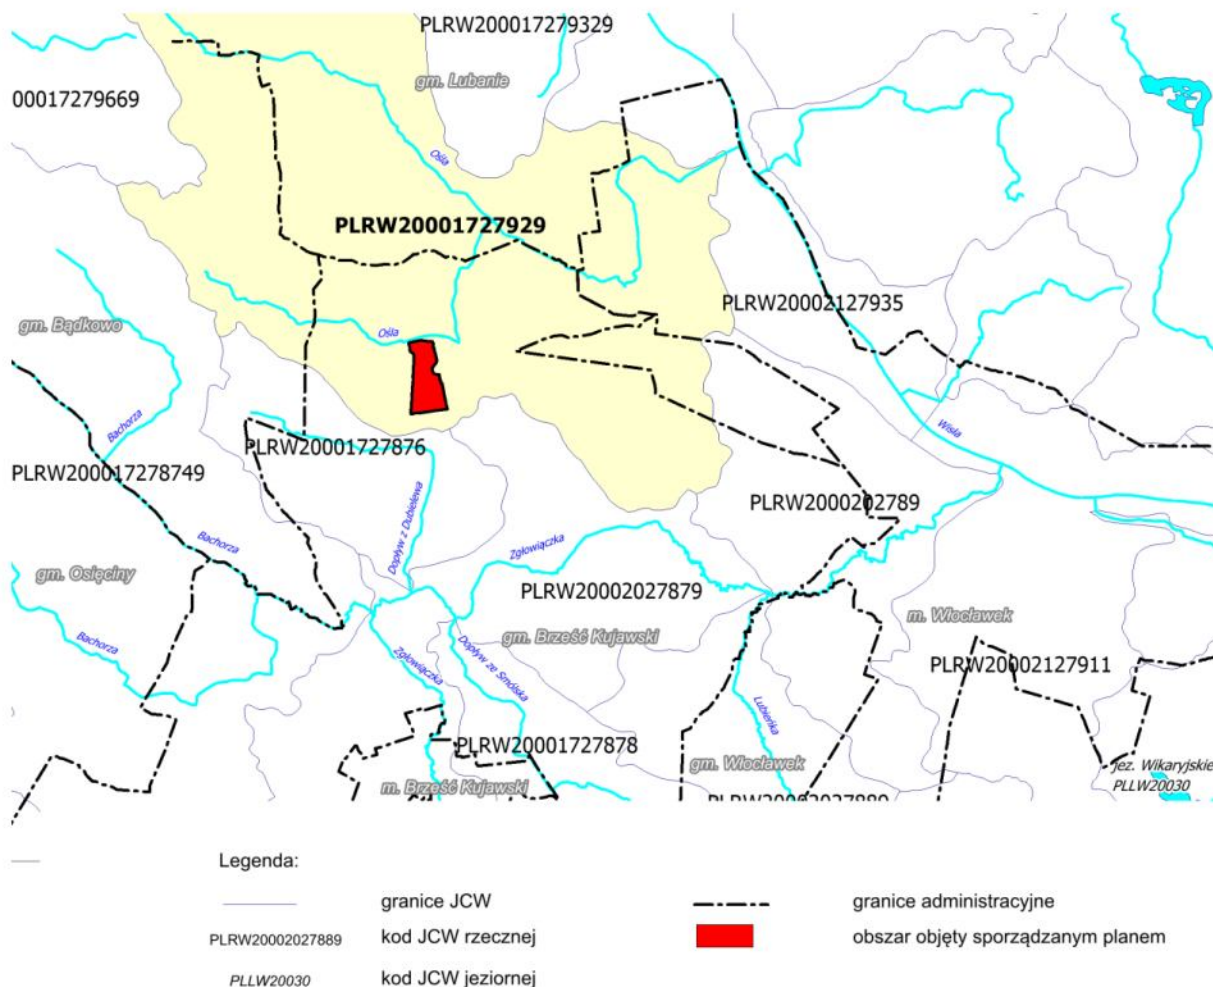 PLRW200017279329
gm. Lubanie
00017279669
Ośla
PLRW20001727929
PLRW20002127935
gm. Bądkowo
Ośla
Bachorza
Wisła
PLRW20001727876
PLRW200017278749
Dopływ z Dubielewa
PLRW2000202789
Bachorza
Zgłowiączka
gm. Osięciny
PLRW20002027879
m. Włocławek
Bachorza
gm. Brześć Kujawski
Zgłowiączka
Dopływ ze Smólska
PLRW20002127911
Lubieńka
PLRW20001727878
gm. Włocławek
jez. Wikaryjskie
PLLW20030
m. Brześć Kujawski
PLRW20002027889
Legenda:
granice JCW
granice administracyjne
PLRW20002027889
kod JCW rzecznej
obszar objęty sporządzanym planem
PLLW20030
kod JCW jeziornej